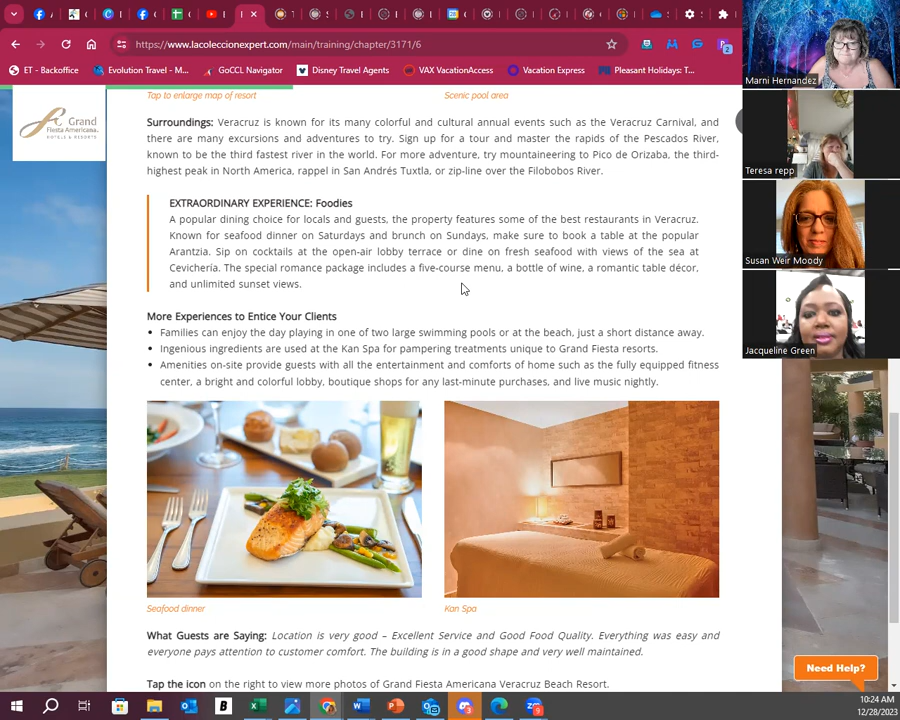 https://www.lacoleccionexpert.com/main/training/chapter/3171/6
ET - Backoffice
Evolution Travel - M...
GoCCL Navigator
Disney Travel Agents
VAX VacationAccess
Vacation Express
Pleasant Holidays: T...
Marni Hernandez
Teresa repp
Susan Weir Moody
Jacqueline Green
Grand
Fiesta Americana.
HOTELS & RESORTS
Tap to enlarge map of resort
Scenic pool area
Surroundings: Veracruz is known for its many colorful and cultural annual events such as the Veracruz Carnival, and
there are many excursions and adventures to try. Sign up for a tour and master the rapids of the Pescados River,
known to be the third fastest river in the world. For more adventure, try mountaineering to Pico de Orizaba, the third-
highest peak in North America, rappel in San Andrés Tuxtla, or zip-line over the Filobobos River.
EXTRAORDINARY EXPERIENCE: Foodies
A popular dining choice for locals and guests, the property features some of the best restaurants in Veracruz.
Known for seafood dinner on Saturdays and brunch on Sundays, make sure to book a table at the popular
Arantzia. Sip on cocktails at the open-air lobby terrace or dine on fresh seafood with views of the sea at
Cevichería. The special romance package includes a five-course menu, a bottle of wine, a romantic table décor,
and unlimited sunset views.
More Experiences to Entice Your Clients
• Families can enjoy the day playing in one of two large swimming pools or at the beach, just a short distance away.
• Ingenious ingredients are used at the Kan Spa for pampering treatments unique to Grand Fiesta resorts.
• Amenities on-site provide guests with all the entertainment and comforts of home such as the fully equipped fitness
center, a bright and colorful lobby, boutique shops for any last-minute purchases, and live music nightly.
Seafood dinner
Kan Spa
What Guests are Saying: Location is very good – Excellent Service and Good Food Quality. Everything was easy and
everyone pays attention to customer comfort. The building is in a good shape and very well maintained.
Tap the icon on the right to view more photos of Grand Fiesta Americana Veracruz Beach Resort.
Need Help?
10:24 AM
12/28/2023